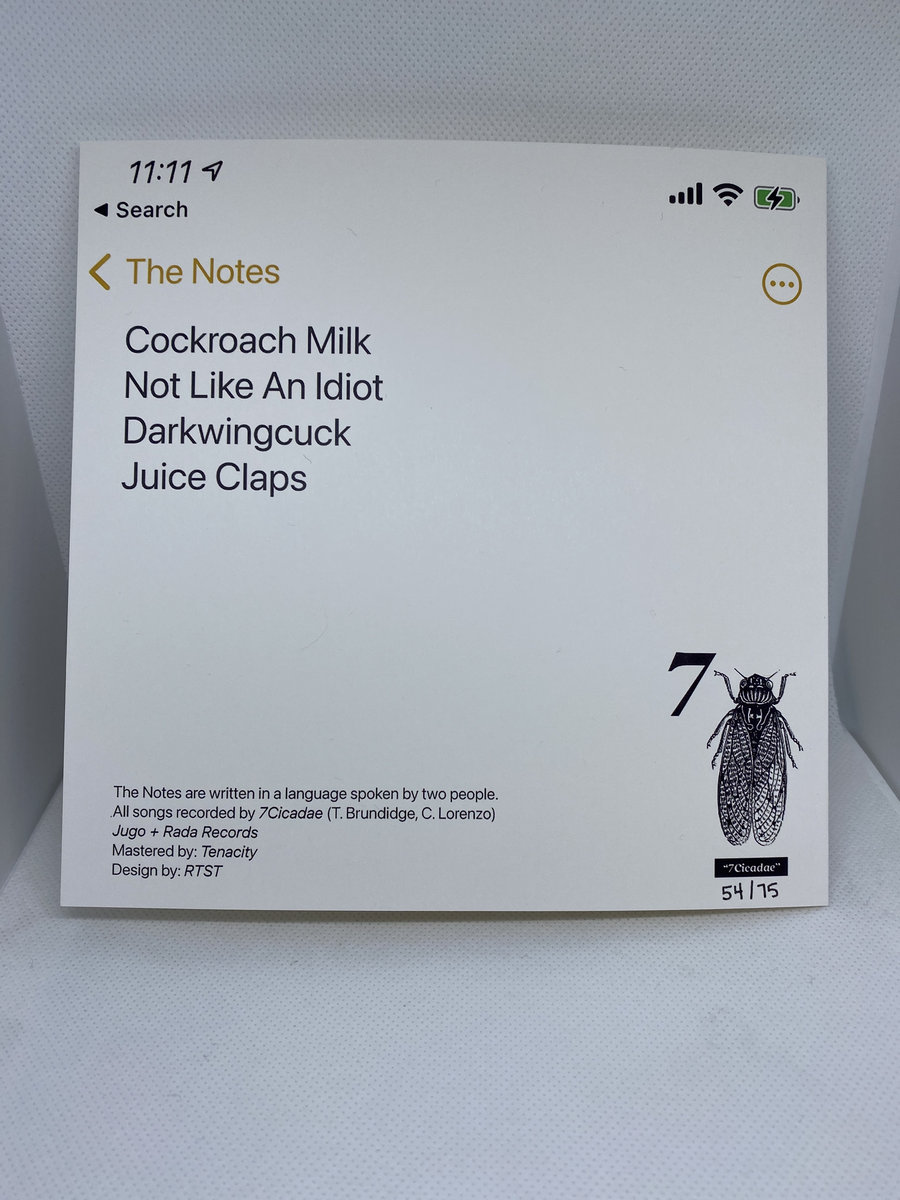 11:11
Search
The Notes
Cockroach Milk
Not Like An Idiot
Darkwingcuck
Juice Claps
7
The Notes are written in a language spoken by two people.
All songs recorded by 7Cicadae (T. Brundidge, C. Lorenzo)
Jugo + Rada Records
Mastered by: Tenacity
Design by: RTST
"7Cicadae"
54/75